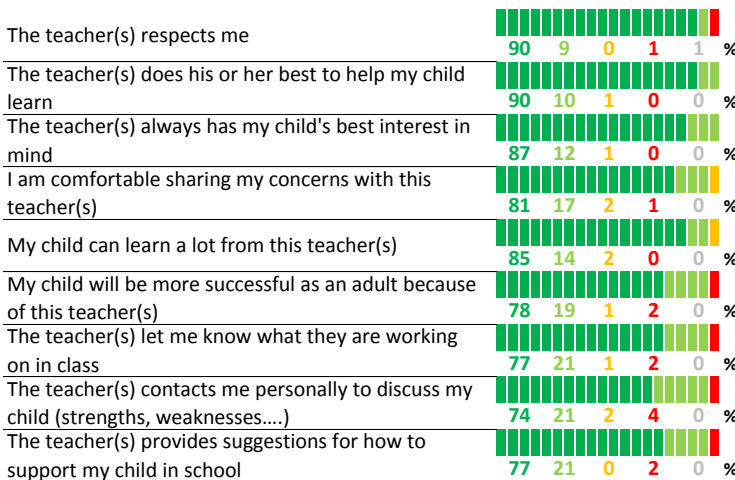 The teacher(s) respects me
90 9 0 1 1 %
The teacher(s) does his or her best to help my child
learn
90 10 1 0 0 %
The teacher(s) always has my child's best interest in
mind
87 12 1 0 0 %
I am comfortable sharing my concerns with this
teacher(s)
81 17 2 1 0 %
My child can learn a lot from this teacher(s)
85 14 2 0 0 %
My child will be more successful as an adult because
of this teacher(s)
78 19 1 2 0 %
The teacher(s) let me know what they are working
on in class
77 21 1 2 0 %
The teacher(s) contacts me personally to discuss my
child (strengths, weaknesses....)
74 21 2 4 0 %
The teacher(s) provides suggestions for how to
support my child in school
77 21 0 2 0 %